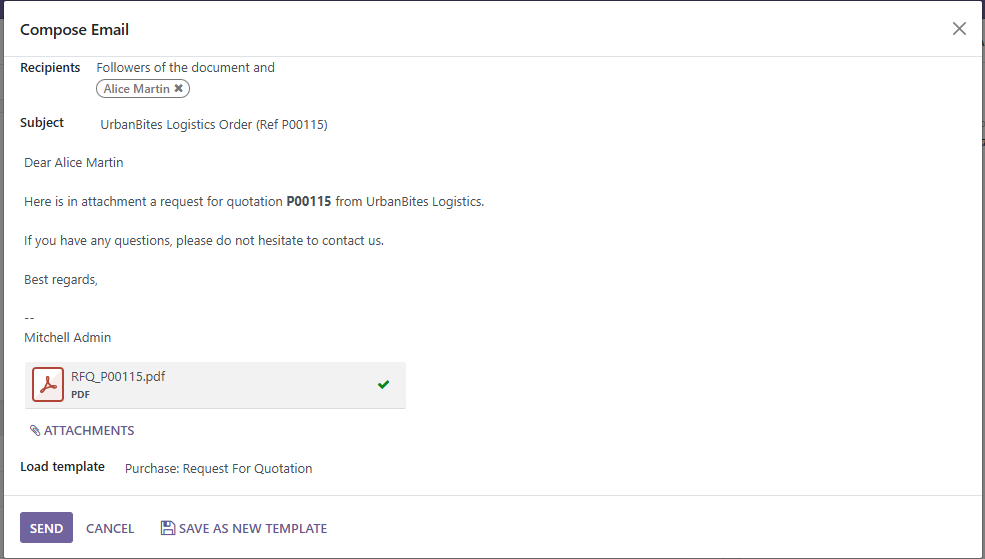 Compose Email
Recipients Followers of the document and
Alice Martin ✖
Subject UrbanBites Logistics Order (Ref P00115)
Dear Alice Martin
Here is in attachment a request for quotation P00115 from UrbanBites Logistics.
If you have any questions, please do not hesitate to contact us.
Best regards,
--
Mitchell Admin
RFQ_P00115.pdf
PDF
ATTACHMENTS
Load template Purchase: Request For Quotation
SEND CANCEL SAVE AS NEW TEMPLATE